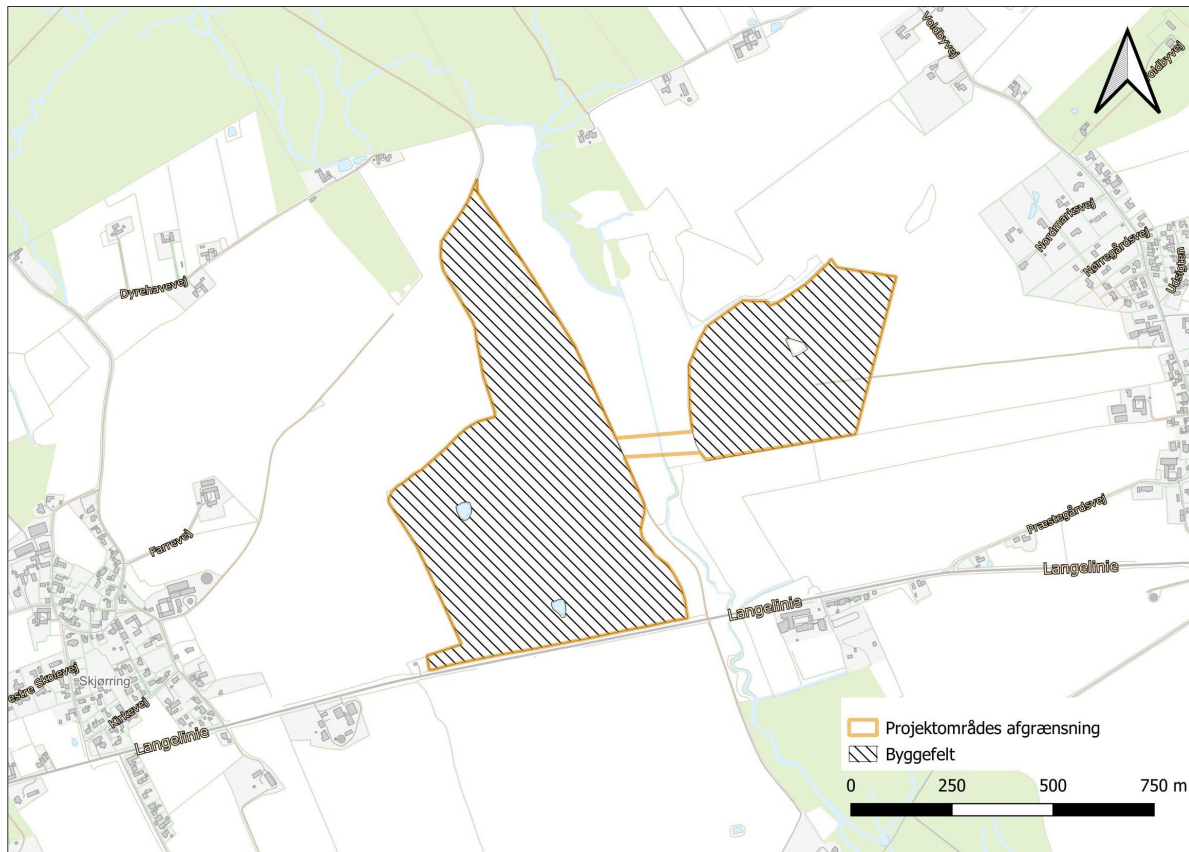 Voldbyvej
Voldbyvej
Nordmarksvej
Nørregårdsvej
Udsigten
Dyrehavevej
Farrevej
Præstegårdsvej
Langelinie
Langelinie
estre Skolevej
Skjørring
Kirkevej
Langelinie
Projektområdes afgrænsning
Byggefelt
0 250 500 750 m